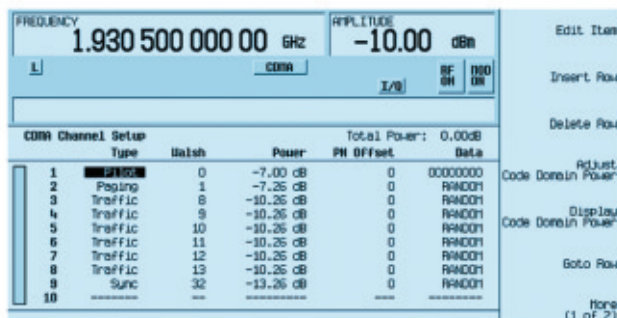 FREQUENCY
1.930 500 000 00 GHz
AMPLITUDE
-10.00 dBm
L
CDMA
I/Q
RF ON
MOD ON
CDMA Channel Setup
Total Power: 0.00dB
Type Walsh Power PN Offset Data
1 Pilot 0 -7.00 dB 0 00000000
2 Paging 1 -7.26 dB 0 RANDOM
3 Traffic 8 -10.26 dB 0 RANDOM
4 Traffic 9 -10.26 dB 0 RANDOM
5 Traffic 10 -10.26 dB 0 RANDOM
6 Traffic 11 -10.26 dB 0 RANDOM
7 Traffic 12 -10.26 dB 0 RANDOM
8 Traffic 13 -10.26 dB 0 RANDOM
9 Sync 32 -13.26 dB 0 RANDOM
10 ------- -- --------- --- --------
Edit Item
Insert Row
Delete Row
Adjust
Code Domain Power
Display
Code Domain Power
Goto Row
More
(1 of 2)